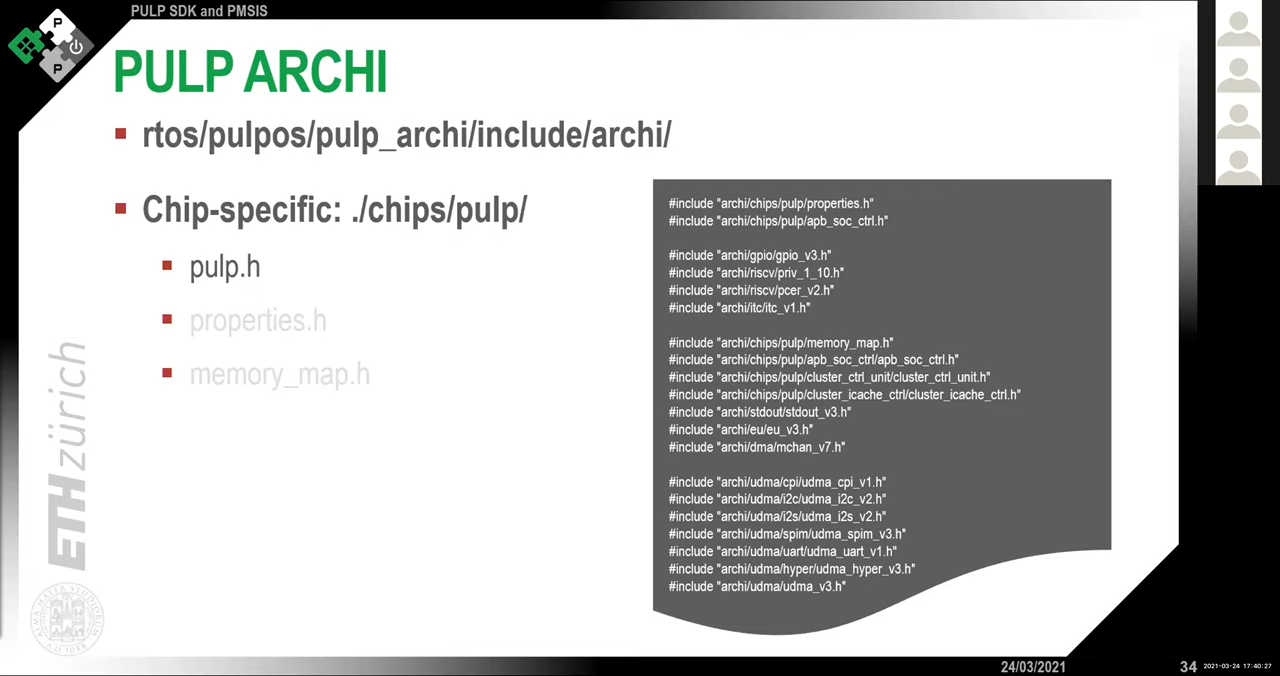 PULP SDK and PMSIS
P
P
P
PULP ARCHI
rtos/pulpos/pulp_archi/include/archi/
Chip-specific: ./chips/pulp/
pulp.h
properties.h
memory_map.h
#include "archi/chips/pulp/properties.h"
#include "archi/chips/pulp/apb_soc_ctrl.h"
#include "archi/gpio/gpio_v3.h"
#include "archi/riscv/priv_1_10.h"
#include "archi/riscv/pcer_v2.h"
#include "archi/itc/itc_v1.h"
#include "archi/chips/pulp/memory_map.h"
#include "archi/chips/pulp/apb_soc_ctrl/apb_soc_ctrl.h"
#include "archi/chips/pulp/cluster_ctrl_unit/cluster_ctrl_unit.h"
#include "archi/chips/pulp/cluster_icache_ctrl/cluster_icache_ctrl.h"
#include "archi/stdout/stdout_v3.h"
#include "archi/eu/eu_v3.h"
#include "archi/dma/mchan_v7.h"
#include "archi/udma/cpi/udma_cpi_v1.h"
#include "archi/udma/i2c/udma_i2c_v2.h"
#include "archi/udma/i2s/udma_i2s_v2.h"
#include "archi/udma/spim/udma_spim_v3.h"
#include "archi/udma/uart/udma_uart_v1.h"
#include "archi/udma/hyper/udma_hyper_v3.h"
#include "archi/udma/udma_v3.h"
ETH zürich
ALMA MATER STUDIORUM
A.D. 1088
24/03/2021
34
2021-03-24 17:40:27